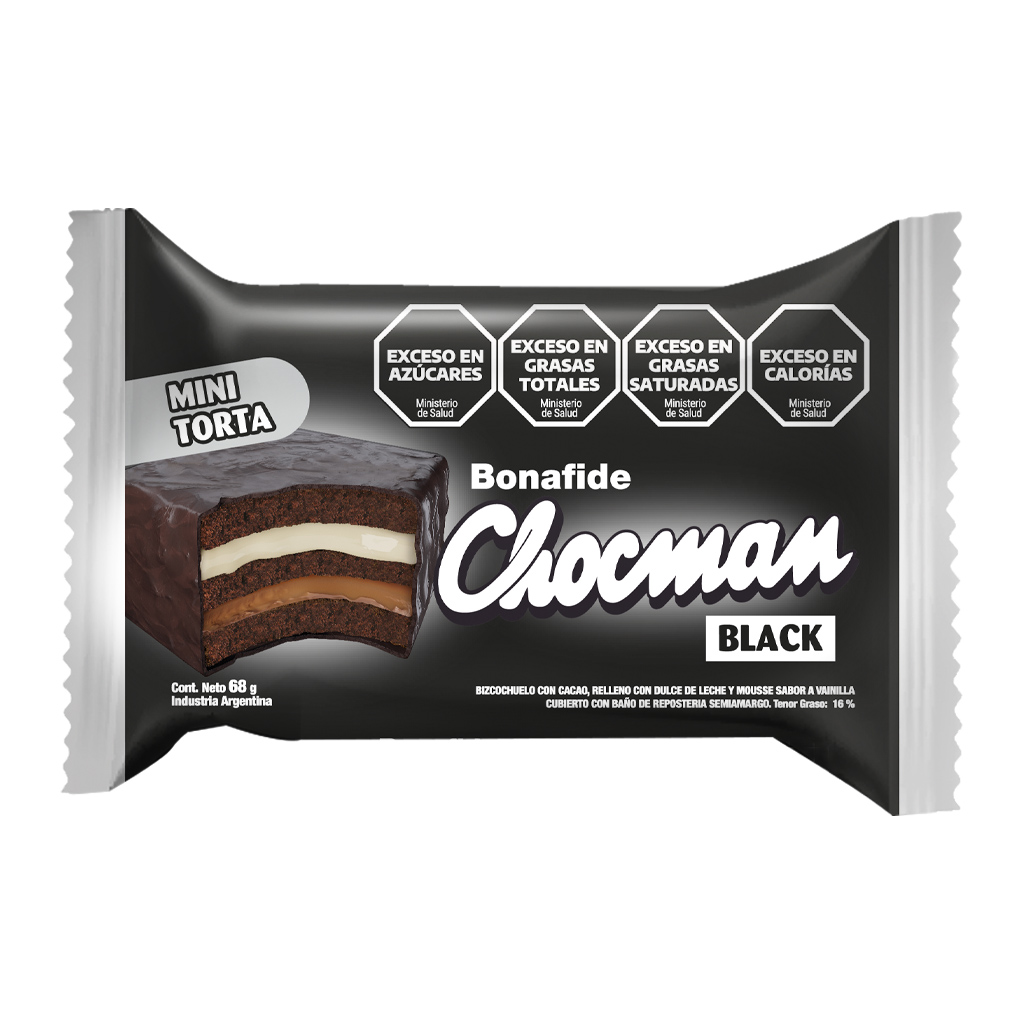 EXCESO EN
AZÚCARES
Ministerio
de Salud
EXCESO EN
GRASAS
TOTALES
Ministerio
de Salud
EXCESO EN
GRASAS
SATURADAS
Ministerio
de Salud
EXCESO EN
CALORÍAS
Ministerio
de Salud
MINI
TORTA
Bonafide
Chocman
BLACK
Cont. Neto 68 g
Industria Argentina
BIZCOCHUELO CON CACAO, RELLENO CON DULCE DE LECHE Y MOUSSE SABOR A VAINILLA
CUBIERTO CON BAÑO DE REPOSTERIA SEMIAMARGO. Tenor Graso: 16 %